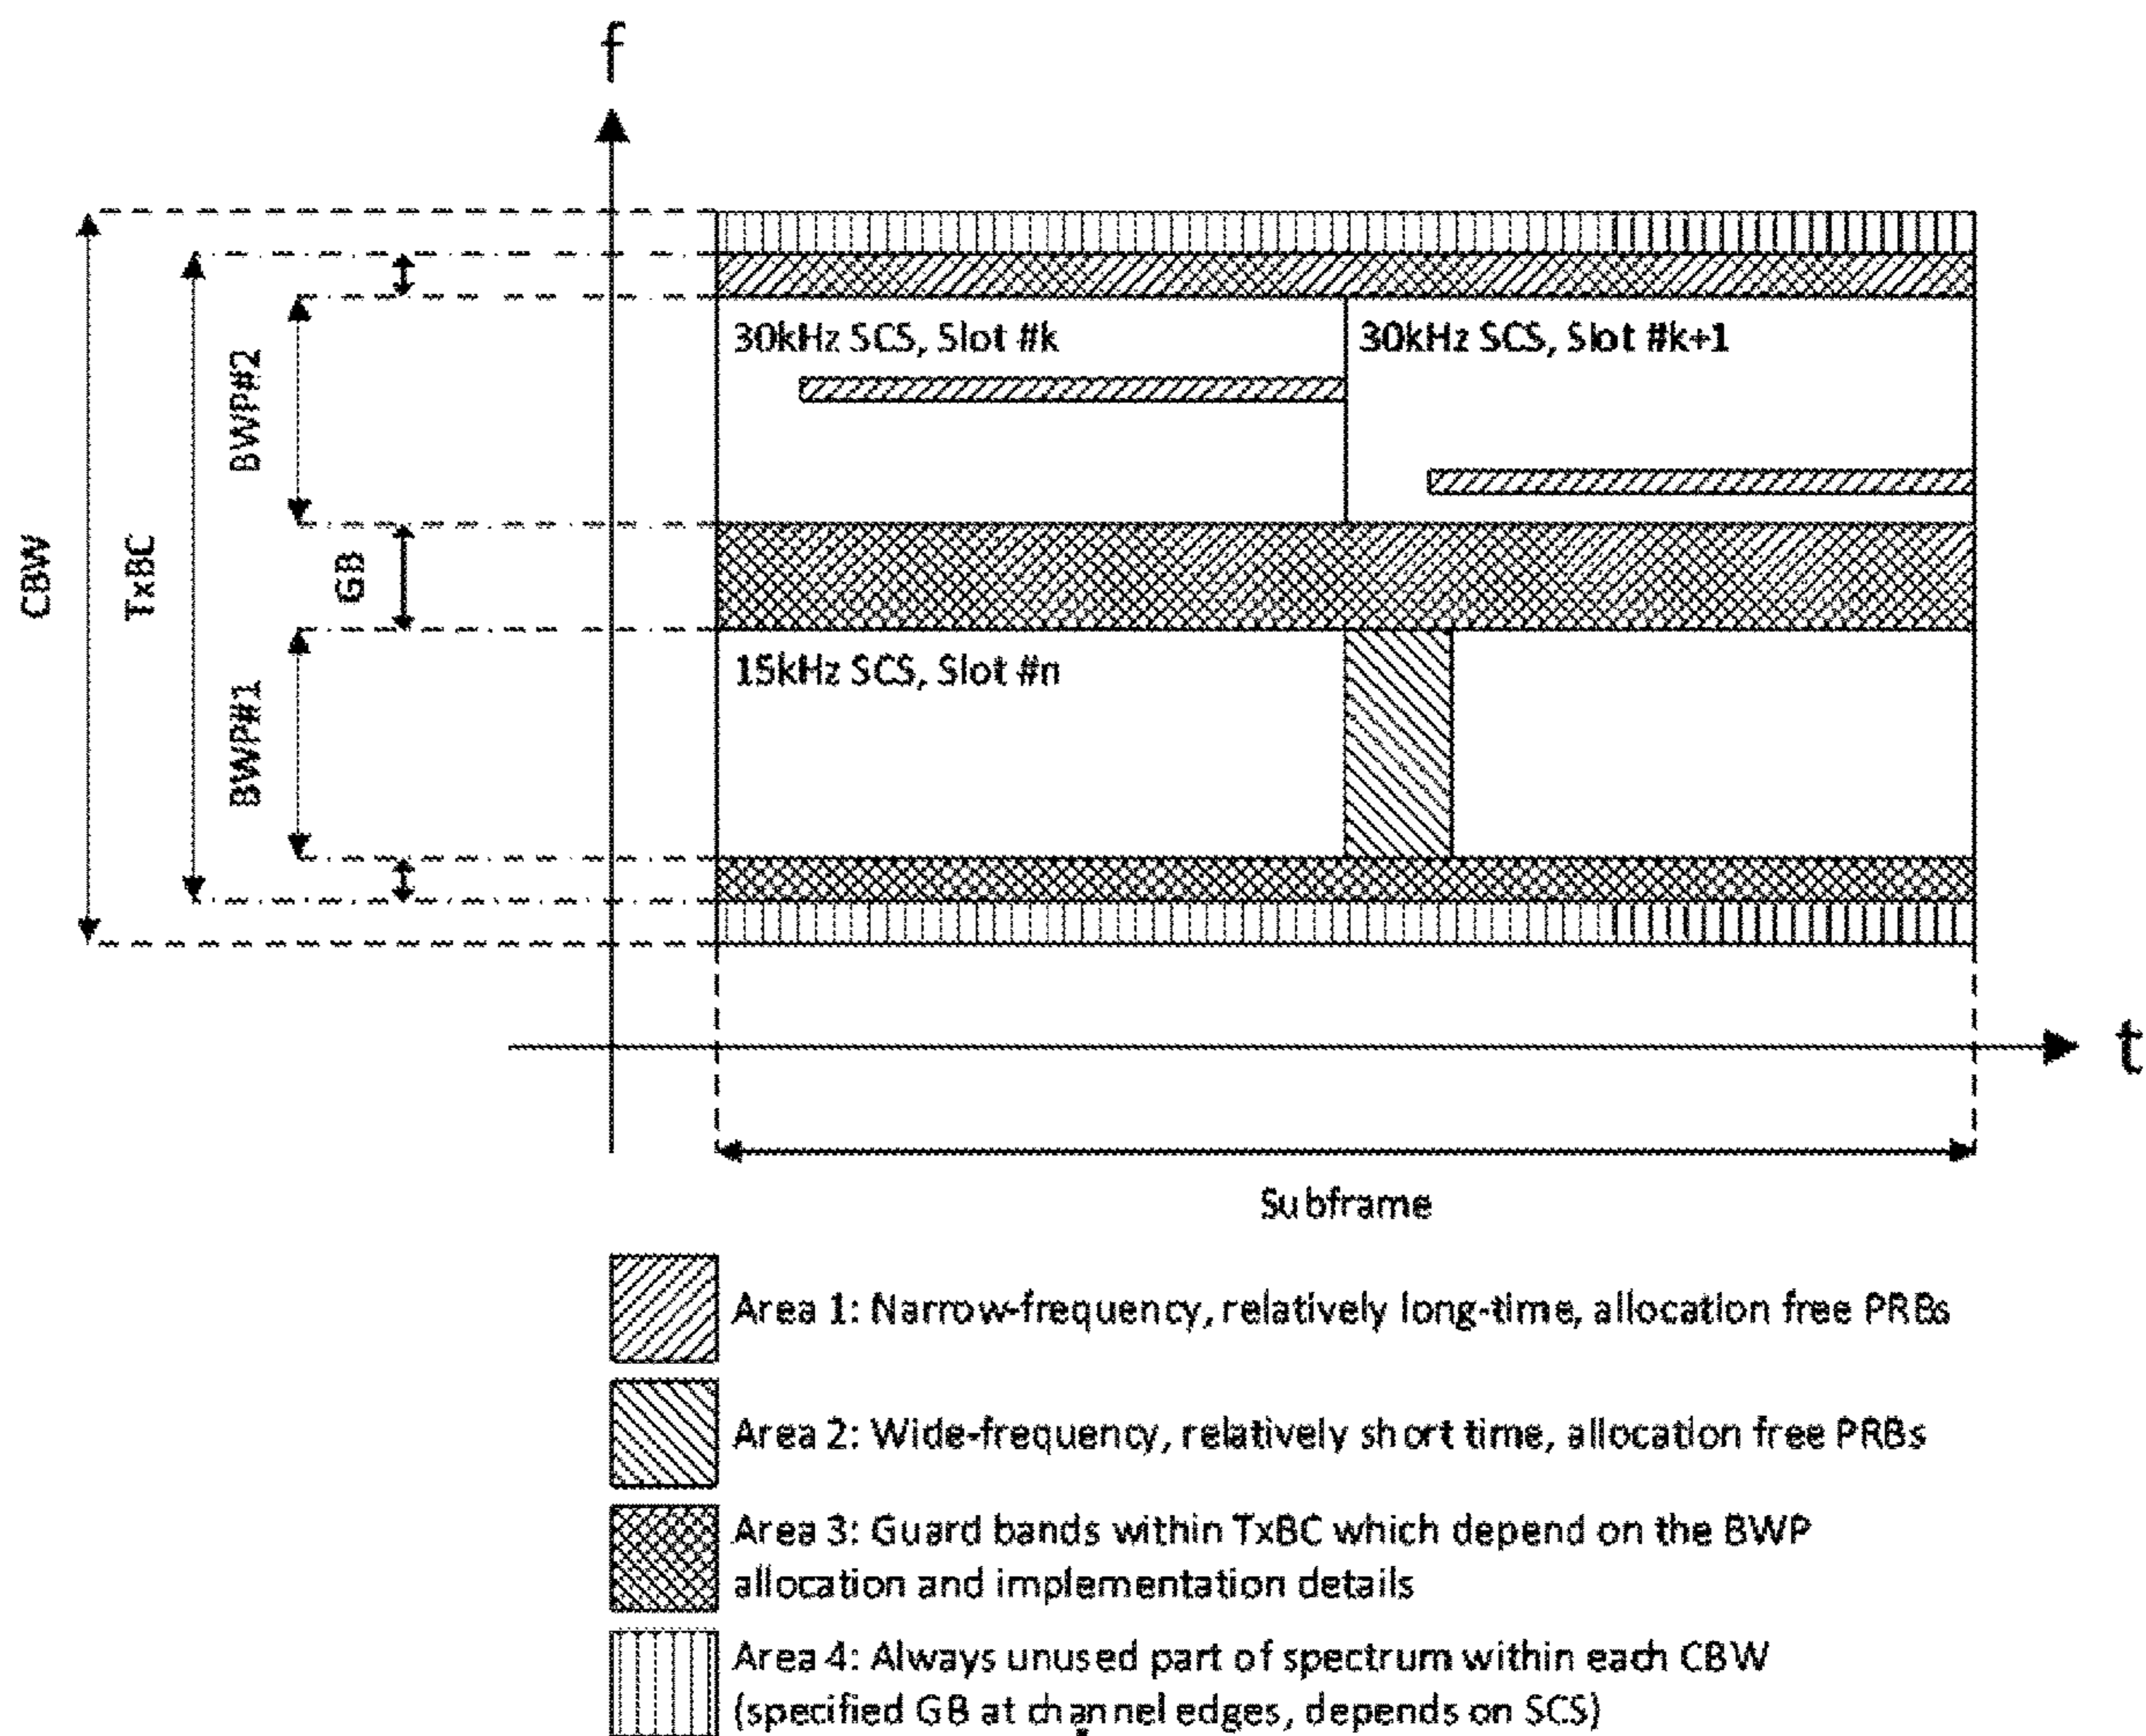 f
CBW
TxBC
BWP#2
GB
BWP#1
30kHz SCS, Slot #k
30kHz SCS, Slot #k+1
15kHz SCS, Slot #n
t
Subframe
Area 1: Narrow-frequency, relatively long-time, allocation free PRBs
Area 2: Wide-frequency, relatively short time, allocation free PRBs
Area 3: Guard bands within TxBC which depend on the BWP
allocation and implementation details
Area 4: Always unused part of spectrum within each CBW
(specified GB at channel edges, depends on SCS)